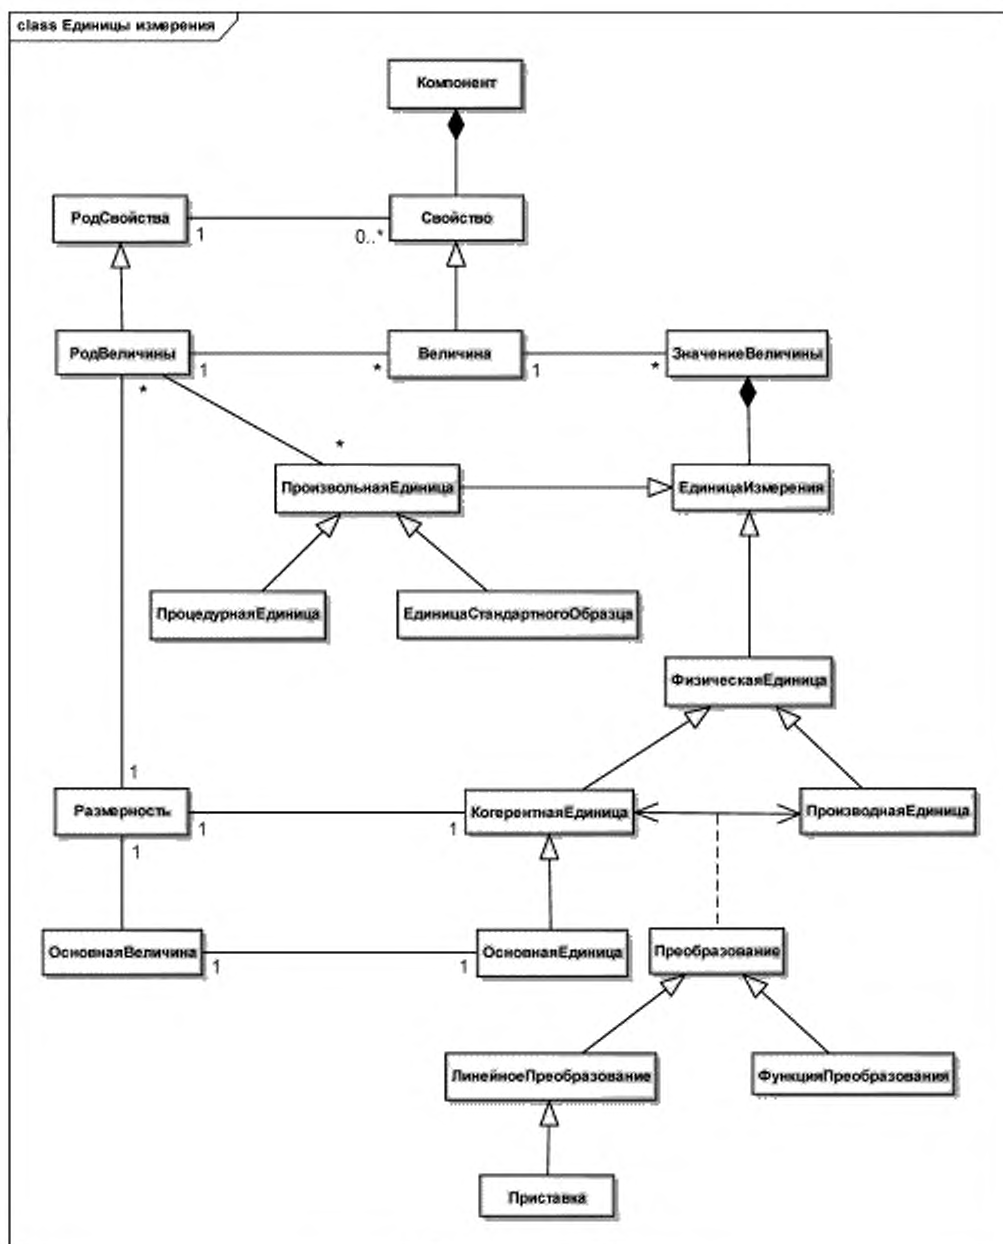 class Единицы измерения
Компонент
РодСвойства
1
0..*
Свойство
РодВеличины
1
*
Величина
1
*
ЗначениеВеличины
*
*
ПроизвольнаяЕдиница
ЕдиницаИзмерения
ПроцедурнаяЕдиница
ЕдиницаСтандартногоОбразца
ФизическаяЕдиница
1
Размерность
1
1
КогерентнаяЕдиница
ПроизводнаяЕдиница
1
ОсновнаяВеличина
1
1
ОсновнаяЕдиница
Преобразование
ЛинейноеПреобразование
ФункцияПреобразования
Приставка